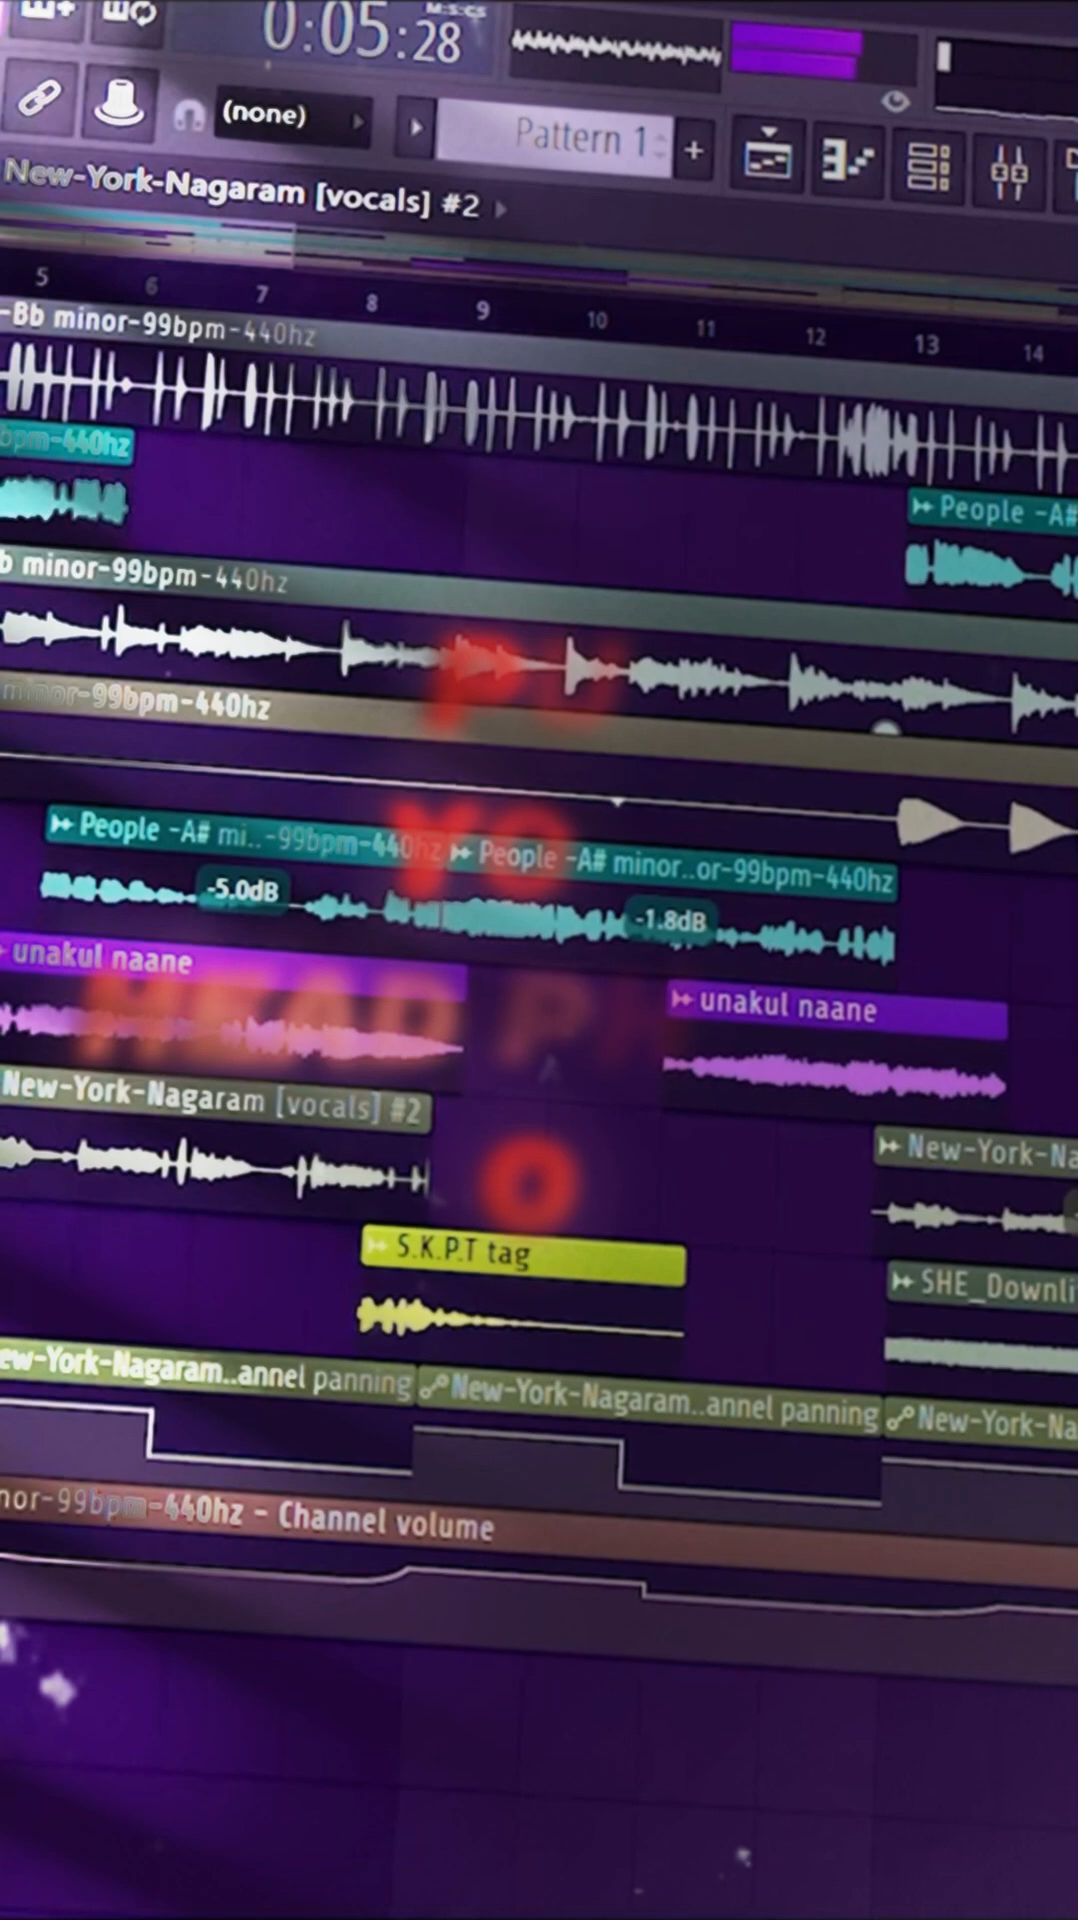 M:S:CS
0:05:28
(none)
Pattern 1
+
New-York-Nagaram [vocals] #2
5 6 7 8 9 10 11 12 13 14
-Bb minor-99bpm-440hz
bpm-440hz
People -A#
b minor-99bpm-440hz
minor-99bpm-440hz
People -A# mi..-99bpm-440hz
People -A# minor..or-99bpm-440hz
-5.0dB
-1.8dB
unakul naane
unakul naane
HEAD PH
O
New-York-Nagaram [vocals] #2
New-York-Na
S.K.P.T tag
SHE_Downli
ew-York-Nagaram..annel panning
New-York-Nagaram..annel panning
New-York-Na
nor-99bpm-440hz - Channel volume